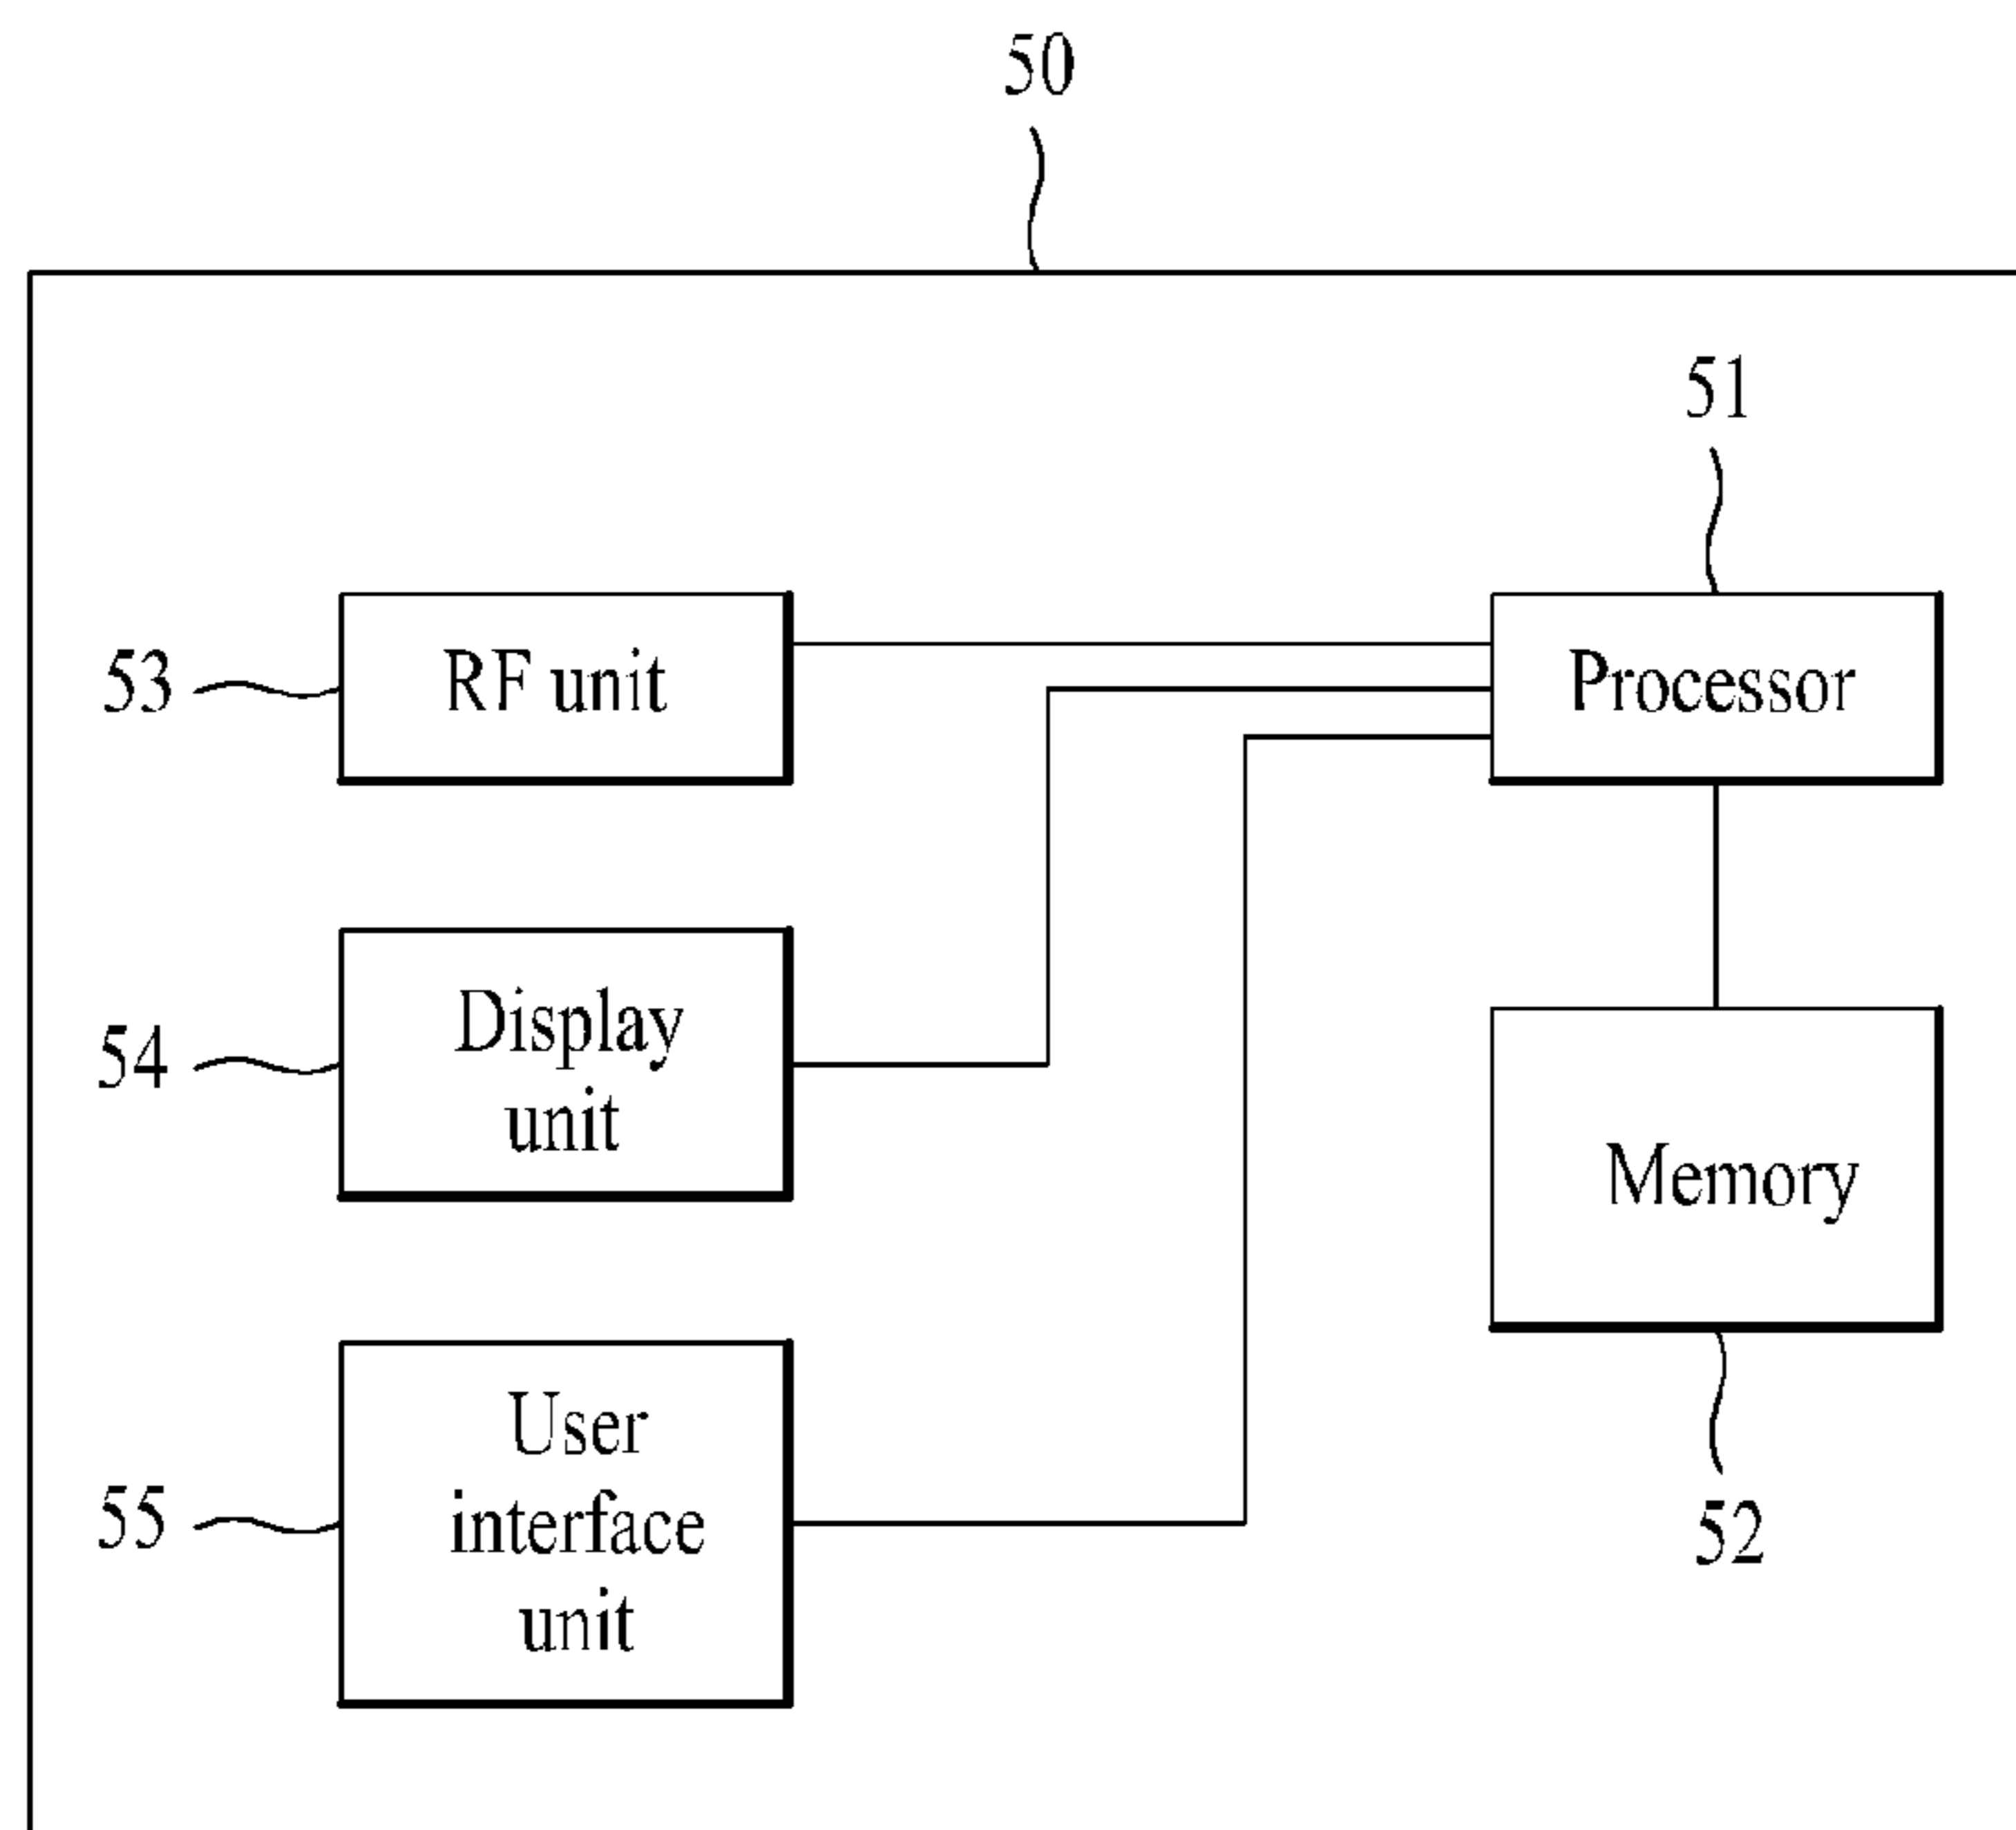 50
51
53
RF unit
Processor
54
Display
unit
Memory
55
User
interface
unit
52